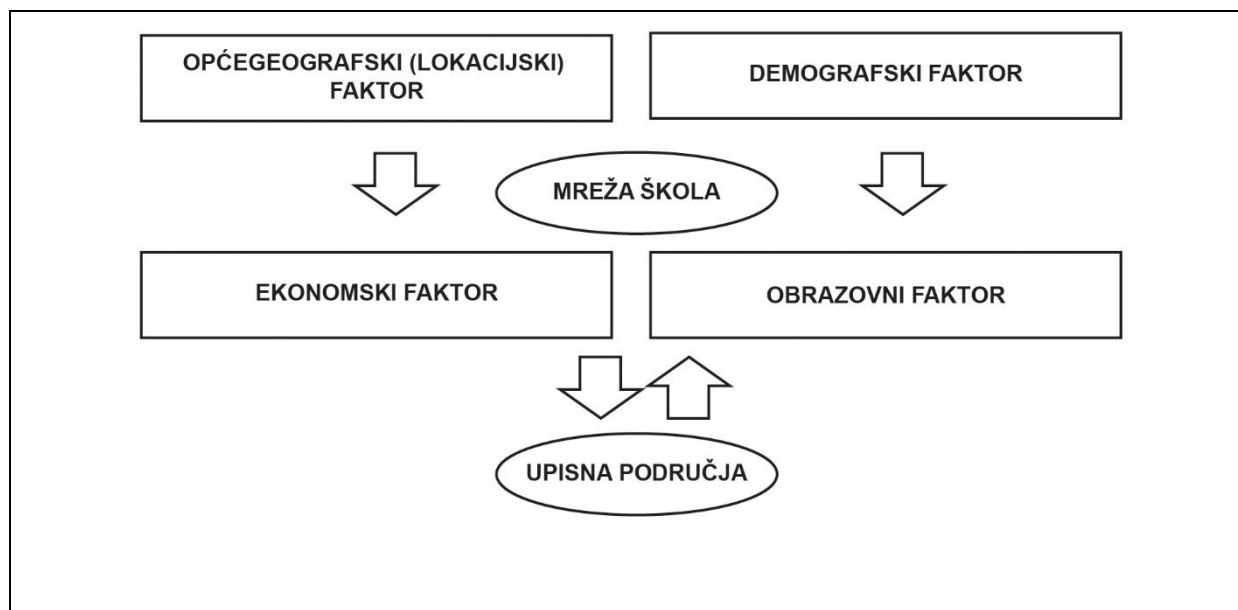 OPĆEGEOGRAFSKI (LOKACIJSKI)
FAKTOR
DEMOGRAFSKI FAKTOR
MREŽA ŠKOLA
EKONOMSKI FAKTOR
OBRAZOVNI FAKTOR
UPISNA PODRUČJA